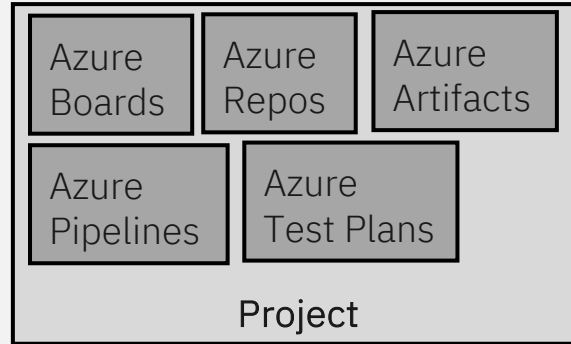 Azure
Boards
Azure
Repos
Azure
Artifacts
Azure
Pipelines
Azure
Test Plans
Project